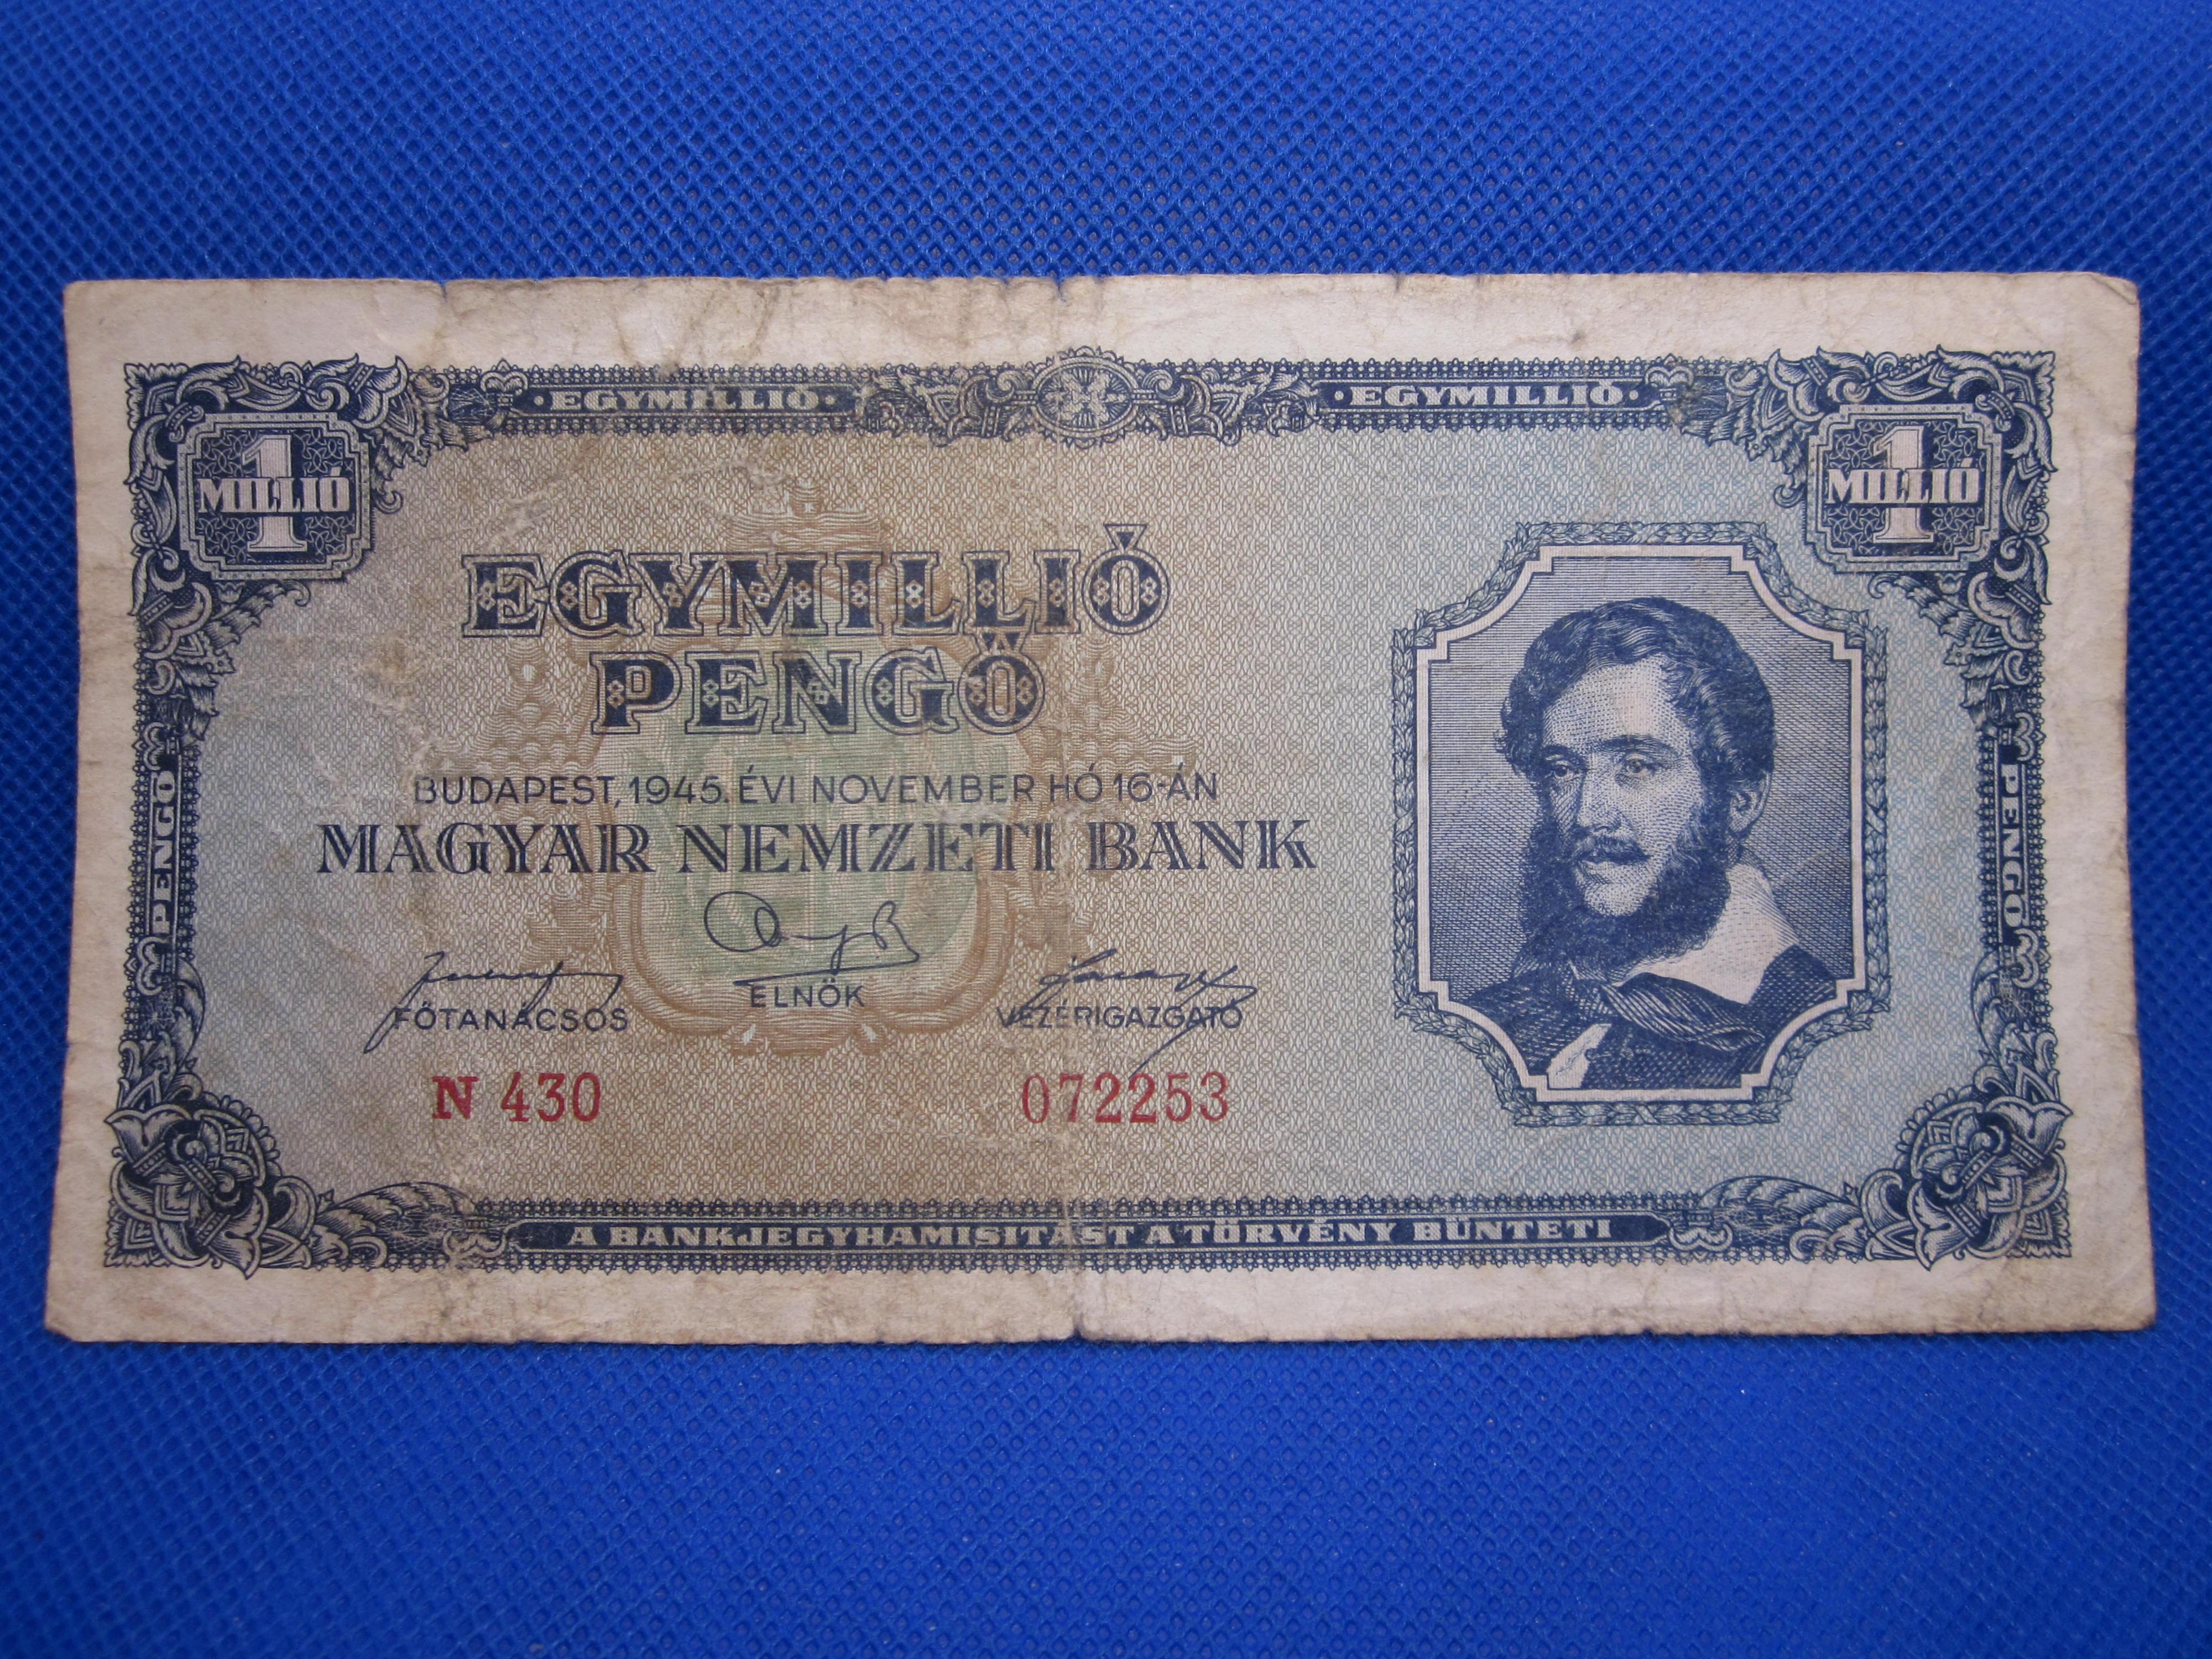 · EGYMILLIÓ ·
· EGYMILLIÓ ·
1
MILLIÓ
1
MILLIÓ
EGYMILLIÓ
PENGŐ
BUDAPEST, 1945. ÉVI NOVEMBER HÓ 16-ÁN
MAGYAR NEMZETI BANK
FŐTANÁCSOS
ELNÖK
VEZÉRIGAZGATÓ
N 430
072253
PENGŐ
PENGŐ
A BANKJEGYHAMISITÁST A TÖRVÉNY BÜNTETI